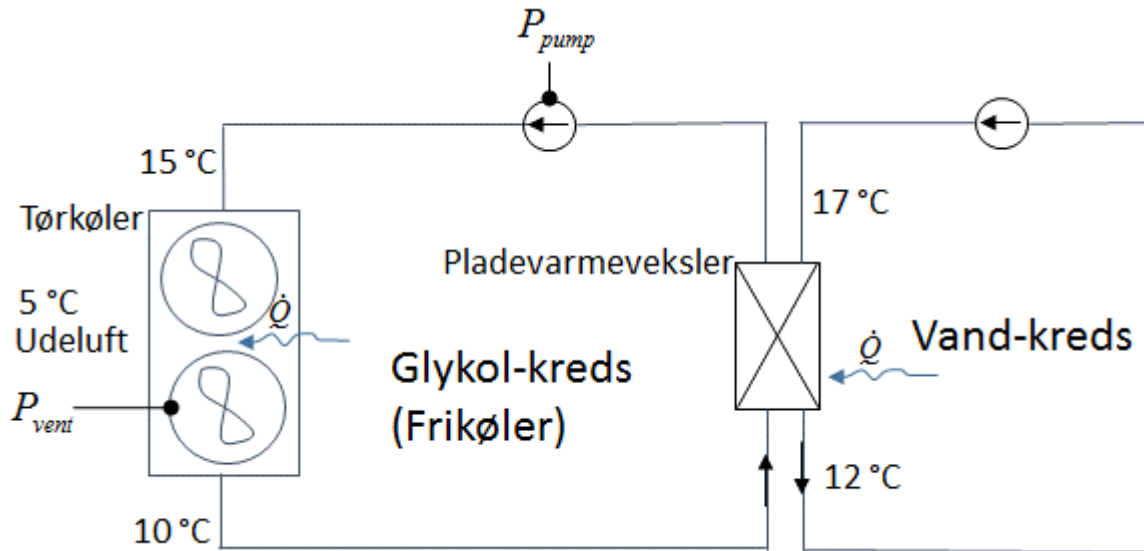 P_pump
15 °C
17 °C
Tørkøler
Pladevarmeveksler
5 °C
Udeluft
Q̇
Q̇
Vand-kreds
Glykol-kreds
(Frikøler)
P_vent
12 °C
10 °C